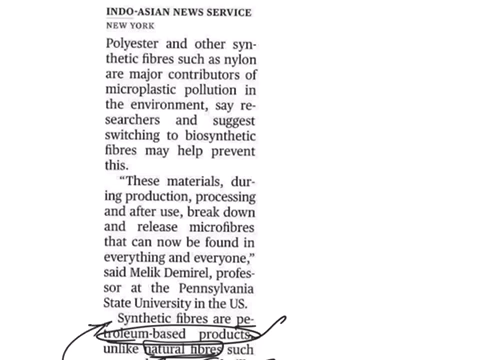 INDO-ASIAN NEWS SERVICE
NEW YORK
Polyester and other syn-
thetic fibres such as nylon
are major contributors of
microplastic pollution in
the environment, say re-
searchers and suggest
switching to biosynthetic
fibres may help prevent
this.
“These materials, dur-
ing production, processing
and after use, break down
and release microfibres
that can now be found in
everything and everyone,”
said Melik Demirel, profes-
sor at the Pennsylvania
State University in the US.
Synthetic fibres are pe-
troleum-based products,
unlike natural fibres such